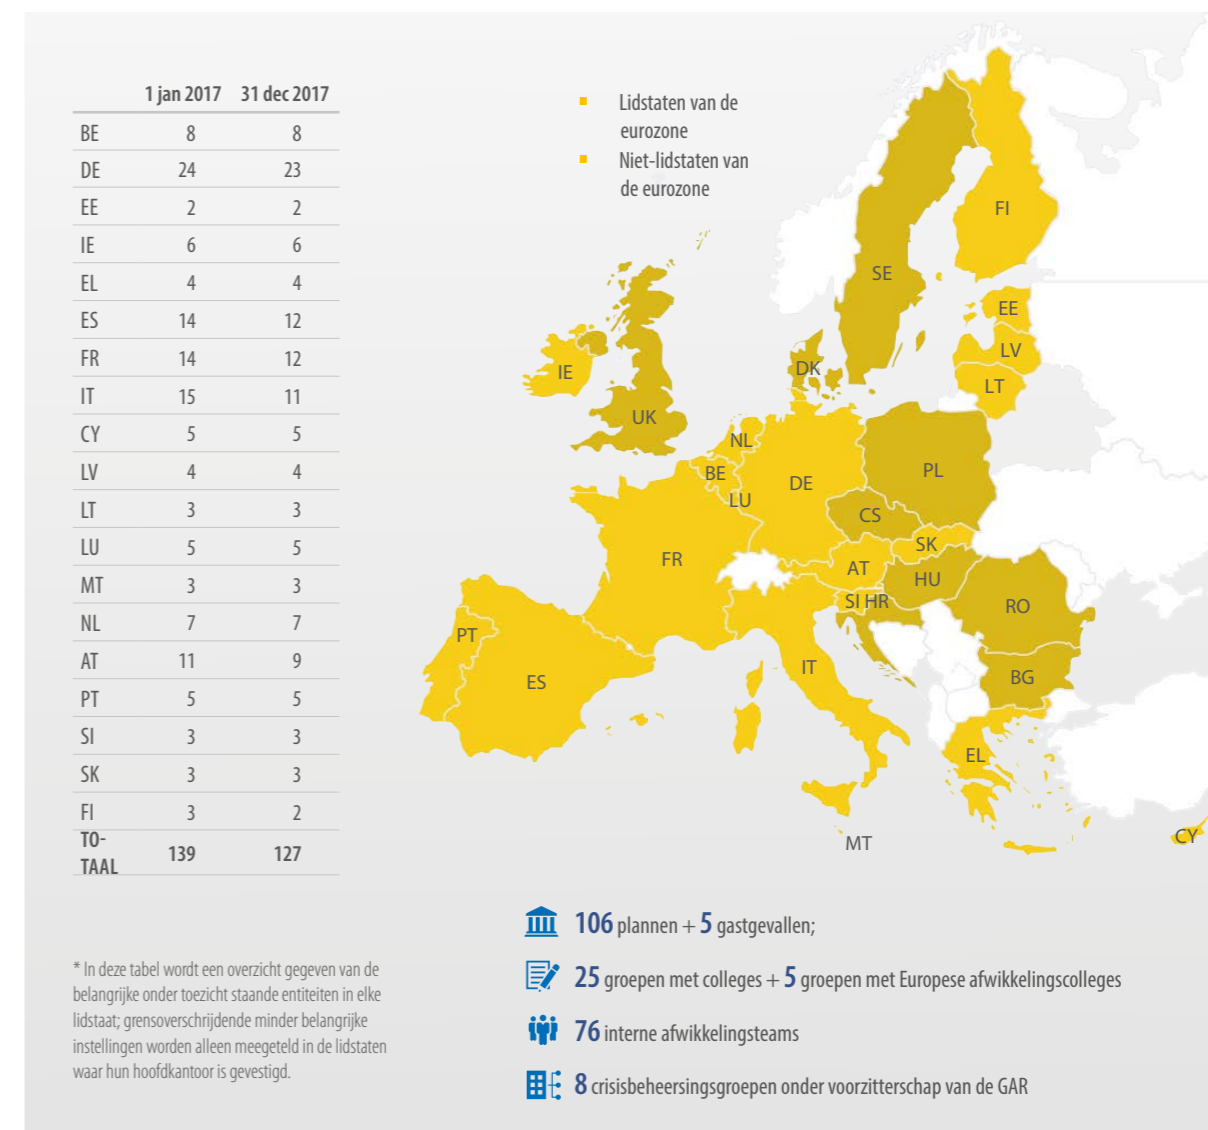 1 jan 2017 31 dec 2017
BE 8 8
DE 24 23
EE 2 2
IE 6 6
EL 4 4
ES 14 12
FR 14 12
IT 15 11
CY 5 5
LV 4 4
LT 3 3
LU 5 5
MT 3 3
NL 7 7
AT 11 9
PT 5 5
SI 3 3
SK 3 3
FI 3 2
TO-
TAAL 139 127
* In deze tabel wordt een overzicht gegeven van de
belangrijke onder toezicht staande entiteiten in elke
lidstaat; grensoverschrijdende minder belangrijke
instellingen worden alleen meegeteld in de lidstaten
waar hun hoofdkantoor is gevestigd.
Lidstaten van de
eurozone
Niet-lidstaten van
de eurozone
FI
SE
EE
LV
LT
DK
IE
UK
NL
BE
LU
DE
PL
CS
SK
FR
AT
HU
SI HR
RO
PT
ES
IT
BG
EL
MT
CY
106 plannen + 5 gastgevallen;
25 groepen met colleges + 5 groepen met Europese afwikkelingscolleges
76 interne afwikkelingsteams
8 crisisbeheersingsgroepen onder voorzitterschap van de GAR